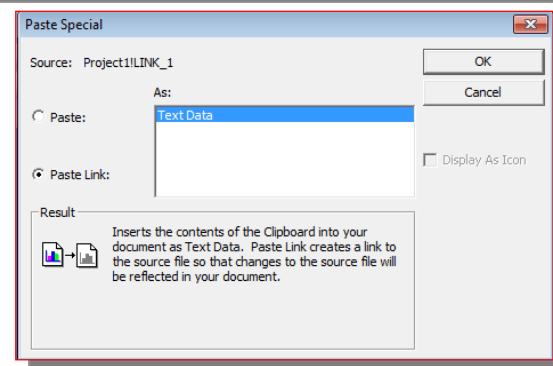 Paste Special
Source: Project1!LINK_1
OK
As:
Cancel
Paste:
Text Data
Display As Icon
Paste Link:
Result
Inserts the contents of the Clipboard into your
document as Text Data. Paste Link creates a link to
the source file so that changes to the source file will
be reflected in your document.